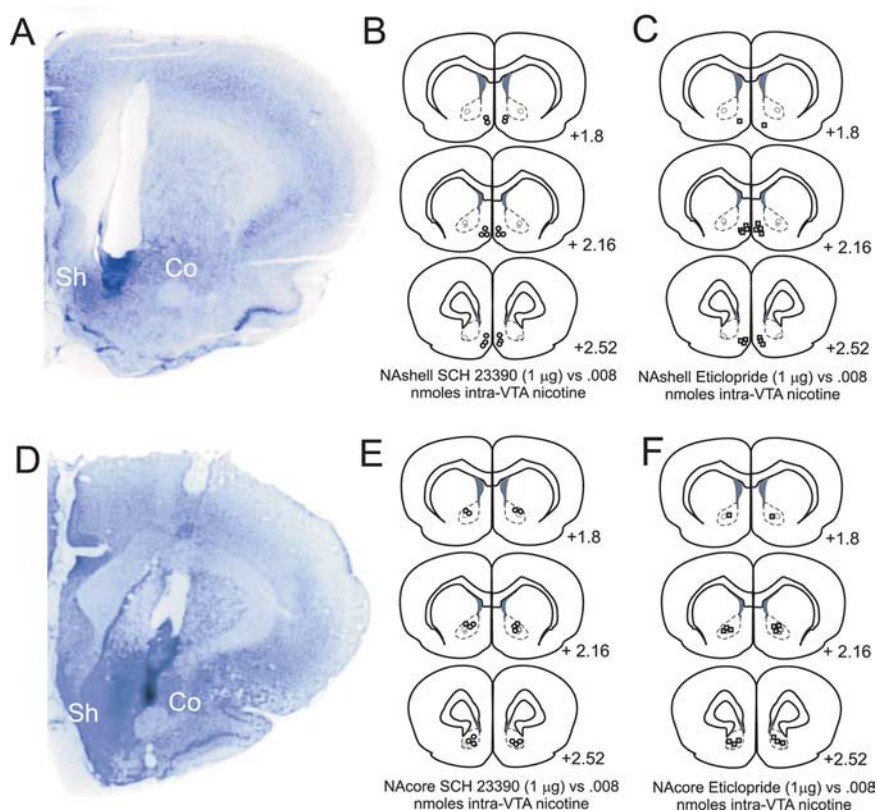 A
Sh
Co
B
+1.8
+ 2.16
+2.52
NAshell SCH 23390 (1 µg) vs .008
nmoles intra-VTA nicotine
C
+1.8
+ 2.16
+2.52
NAshell Eticlopride (1 µg) vs .008
nmoles intra-VTA nicotine
D
Sh
Co
E
+1.8
+ 2.16
+2.52
NAcore SCH 23390 (1 µg) vs .008
nmoles intra-VTA nicotine
F
+1.8
+ 2.16
+2.52
NAcore Eticlopride (1µg) vs .008
nmoles intra-VTA nicotine